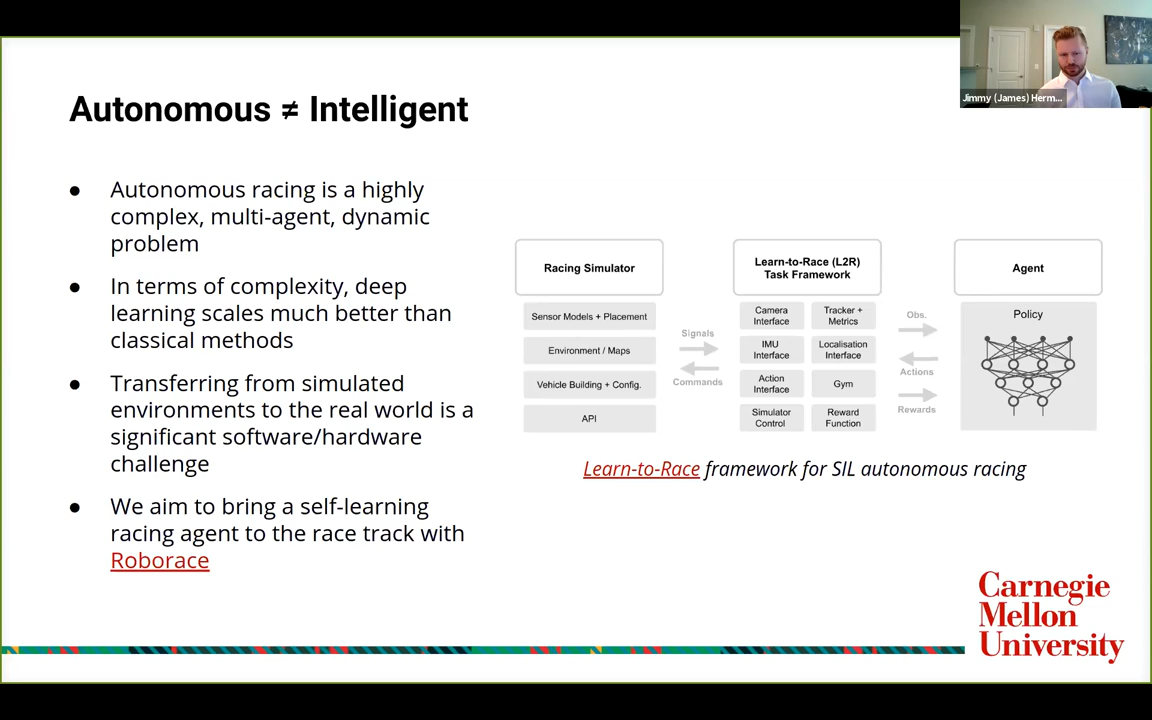 Jimmy (James) Herm...
Autonomous ≠ Intelligent
● Autonomous racing is a highly
complex, multi-agent, dynamic
problem
● In terms of complexity, deep
learning scales much better than
classical methods
● Transferring from simulated
environments to the real world is a
significant software/hardware
challenge
● We aim to bring a self-learning
racing agent to the race track with
Roborace
Racing Simulator
Sensor Models + Placement
Environment / Maps
Vehicle Building + Config.
API
Signals
Commands
Learn-to-Race (L2R)
Task Framework
Camera
Interface
Tracker +
Metrics
IMU
Interface
Localisation
Interface
Action
Interface
Gym
Simulator
Control
Reward
Function
Obs.
Actions
Rewards
Agent
Policy
Learn-to-Race framework for SIL autonomous racing
Carnegie
Mellon
University